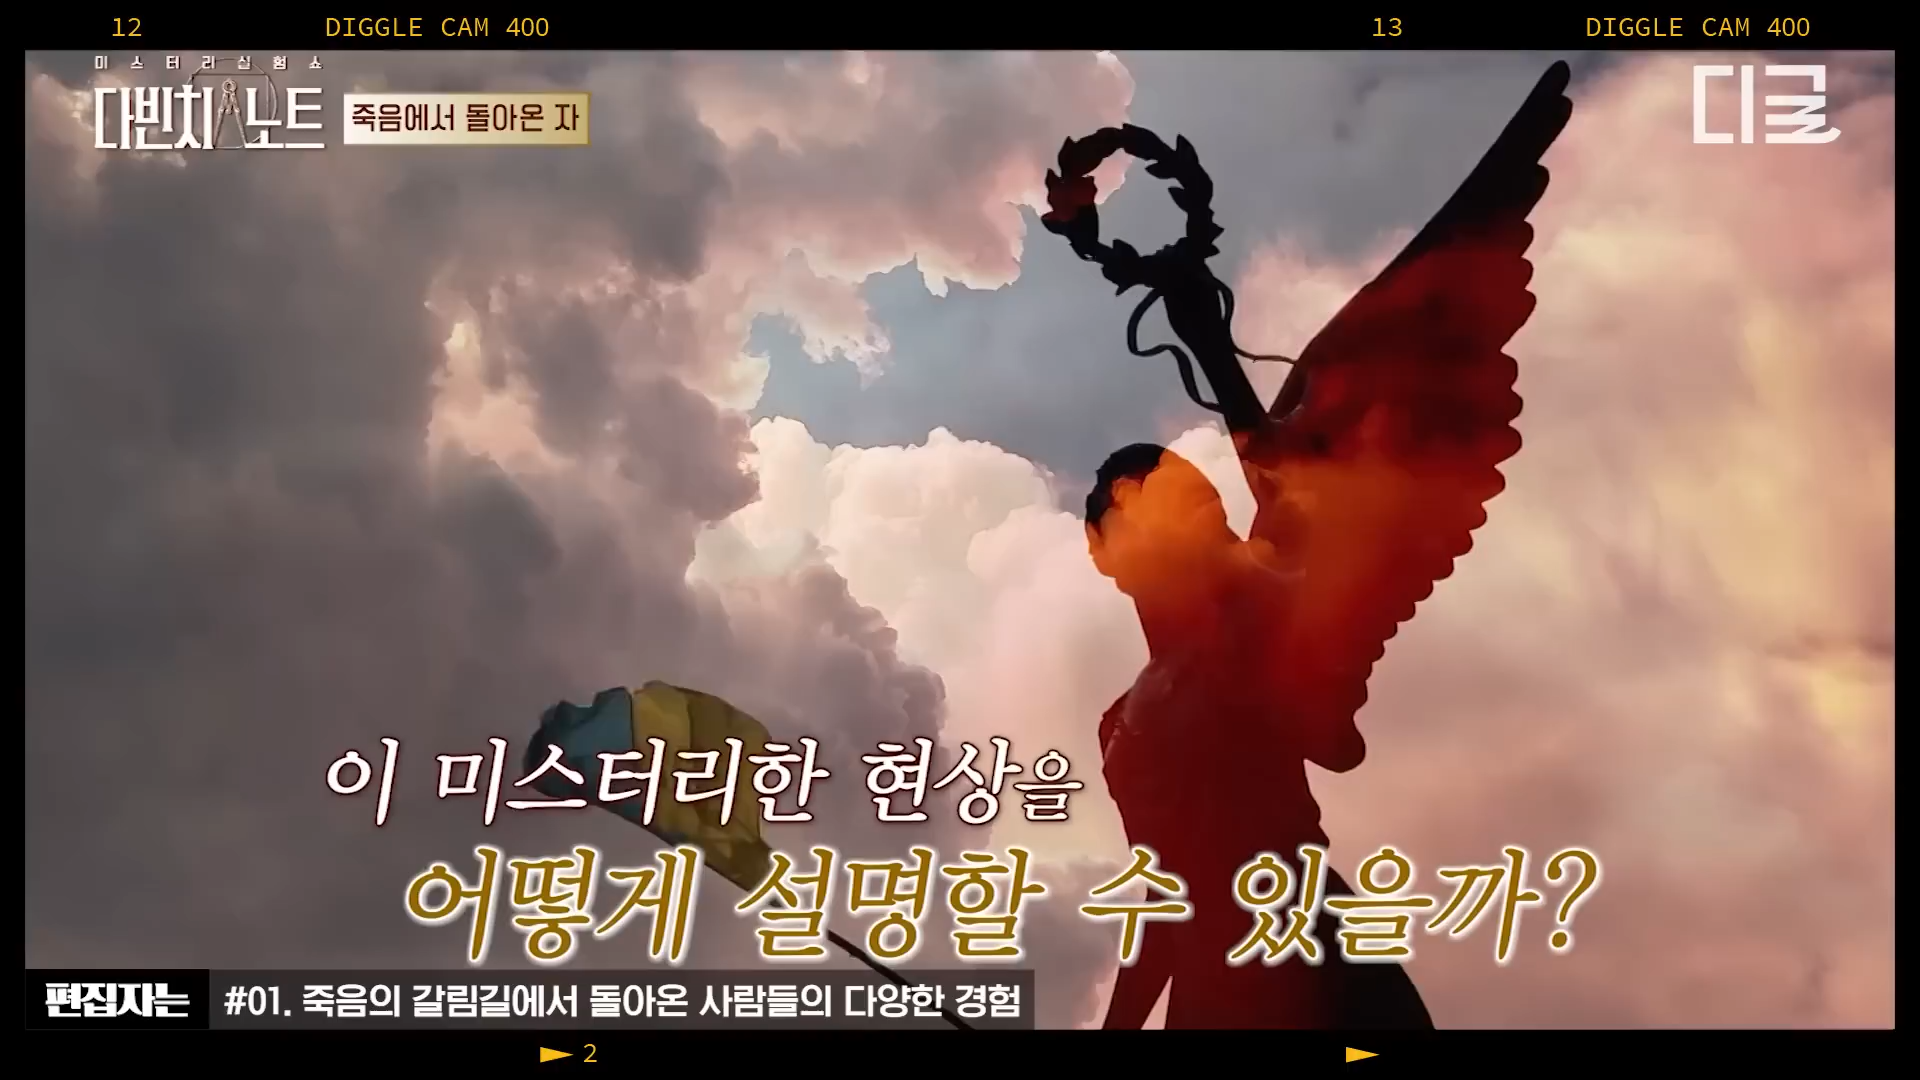 12 DIGGLE CAM 400 13 DIGGLE CAM 400
미스터리실험쇼
다빈치노트
죽음에서 돌아온 자
디글
이 미스터리한 현상을
어떻게 설명할 수 있을까?
편집자는
#01. 죽음의 갈림길에서 돌아온 사람들의 다양한 경험
2